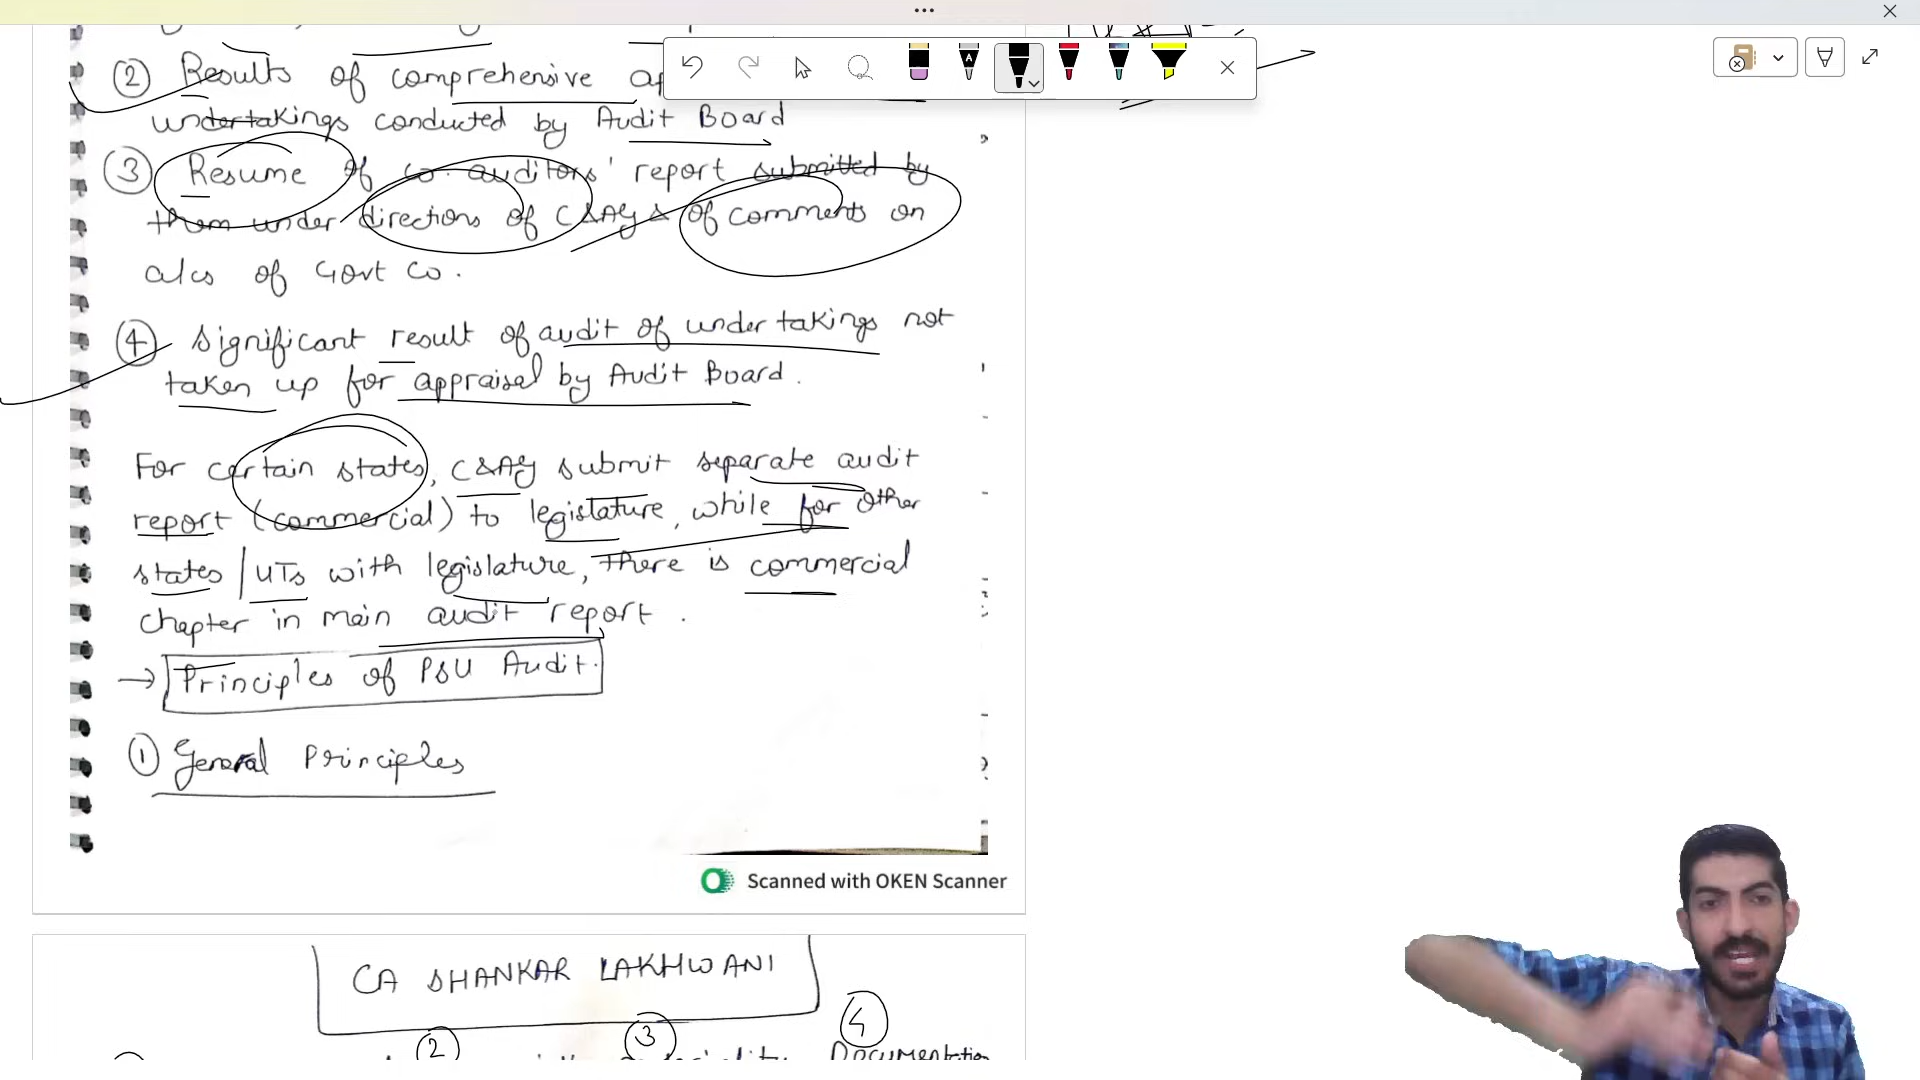 ② Results of comprehensive ap
undertakings conducted by Audit Board
③ Resume of co. auditors' report submitted by
them under directions of C&AG & of comments on
a/cs of Govt Co.
④ Significant result of audit of undertakings not
taken up for appraisal by Audit Board.
For certain states, C&AG submit separate audit
report (commercial) to legislature, while for other
states/UTs with legislature, there is commercial
chapter in main audit report.
→ Principles of PSU Audit.
① General Principles
Scanned with OKEN Scanner
CA SHANKAR LAKHWANI
② ③ ④
Documentation